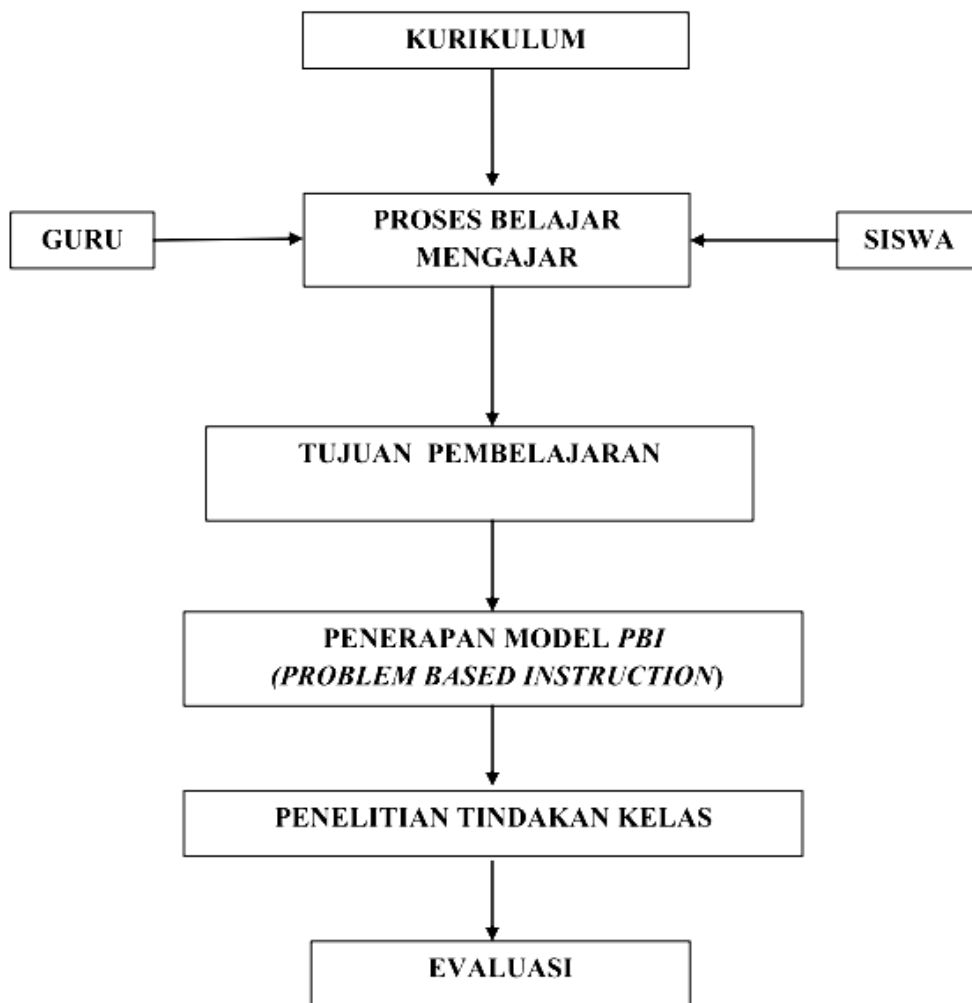 KURIKULUM
GURU
PROSES BELAJAR
MENGAJAR
SISWA
TUJUAN PEMBELAJARAN
PENERAPAN MODEL PBI
(PROBLEM BASED INSTRUCTION)
PENELITIAN TINDAKAN KELAS
EVALUASI